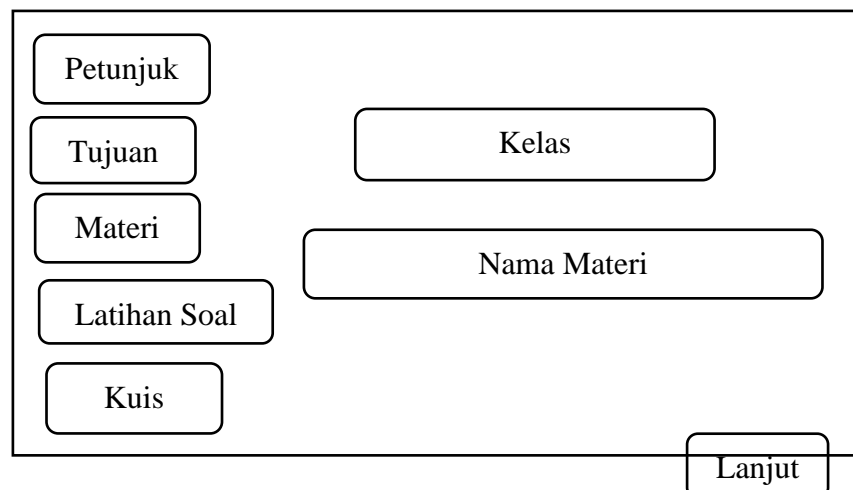 Petunjuk
Tujuan
Materi
Latihan Soal
Kuis
Kelas
Nama Materi
Lanjut